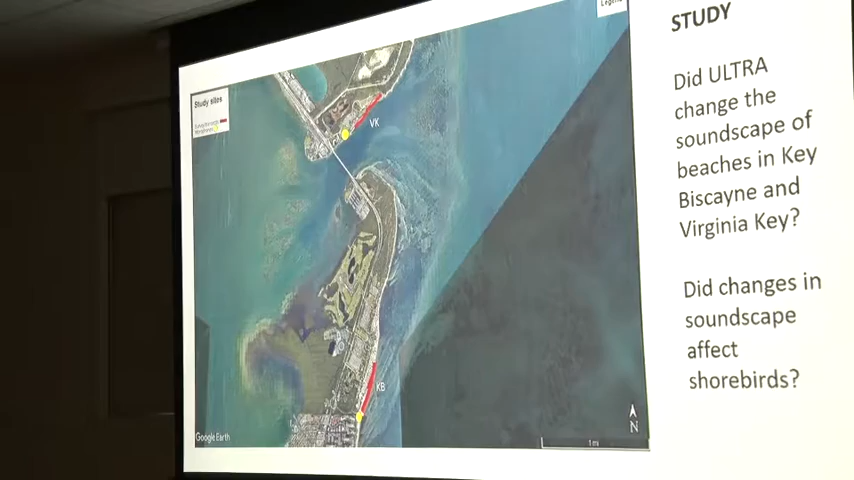 STUDY
Did ULTRA
change the
soundscape of
beaches in Key
Biscayne and
Virginia Key?
Did changes in
soundscape
affect
shorebirds?
Study sites
VK
KB
Google Earth
N
1 mi